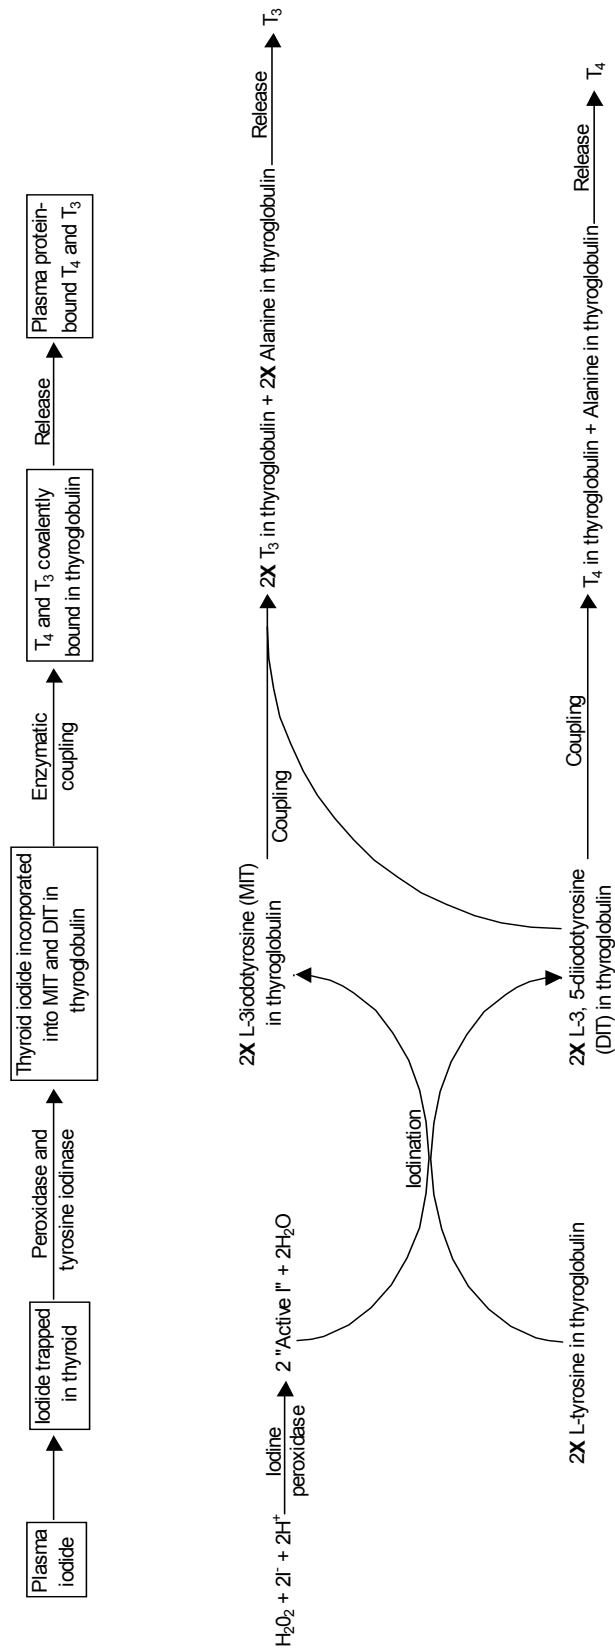 Plasma
iodide
Iodide trapped
in thyroid
Peroxidase and
tyrosine iodinase
Thyroid iodide incorporated
into MIT and DIT in
thyroglobulin
Enzymatic
coupling
T₄ and T₃ covalently
bound in thyroglobulin
Release
Plasma protein-
bound T₄ and T₃
H₂0₂ + 2I⁻ + 2H⁺
Iodine
peroxidase
2 "Active I" + 2H₂O
2X L-3iodotyrosine (MIT)
in thyroglobulin
Coupling
2X T₃ in thyroglobulin + 2X Alanine in thyroglobulin
Release
T₃
Iodination
2X L-tyrosine in thyroglobulin
2X L-3, 5-diiodotyrosine
(DIT) in thyroglobulin
Coupling
T₄ in thyroglobulin + Alanine in thyroglobulin
Release
T₄